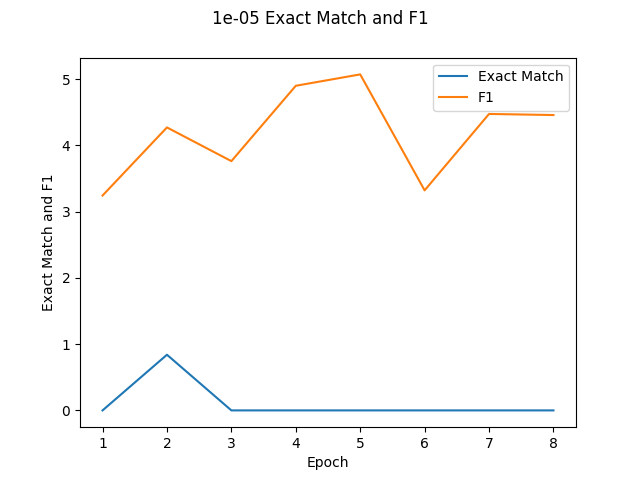 1e-05 Exact Match and F1
Exact Match
F1
Exact Match and F1
5
4
3
2
1
0
1 2 3 4 5 6 7 8
Epoch